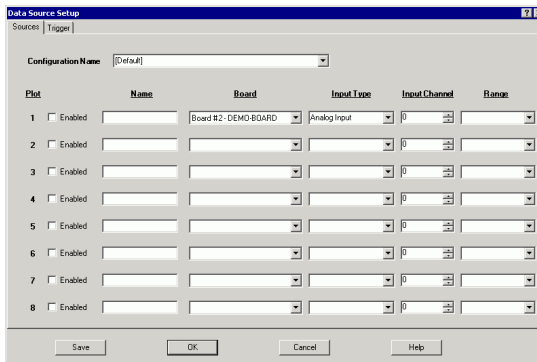 Data Source Setup
Sources Trigger
Configuration Name [Default]
Plot Name Board Input Type Input Channel Range
1 Enabled Board #2 - DEMO-BOARD Analog Input 0
2 Enabled 0
3 Enabled 0
4 Enabled 0
5 Enabled 0
6 Enabled 0
7 Enabled 0
8 Enabled 0
Save OK Cancel Help